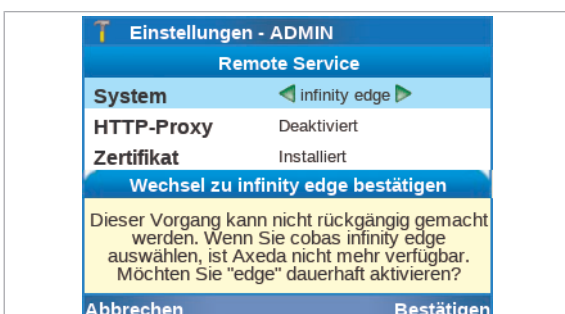 Einstellungen - ADMIN
Remote Service
System infinity edge
HTTP-Proxy Deaktiviert
Zertifikat Installiert
Wechsel zu infinity edge bestätigen
Dieser Vorgang kann nicht rückgängig gemacht
werden. Wenn Sie cobas infinity edge
auswählen, ist Axeda nicht mehr verfügbar.
Möchten Sie "edge" dauerhaft aktivieren?
Abbrechen Bestätigen